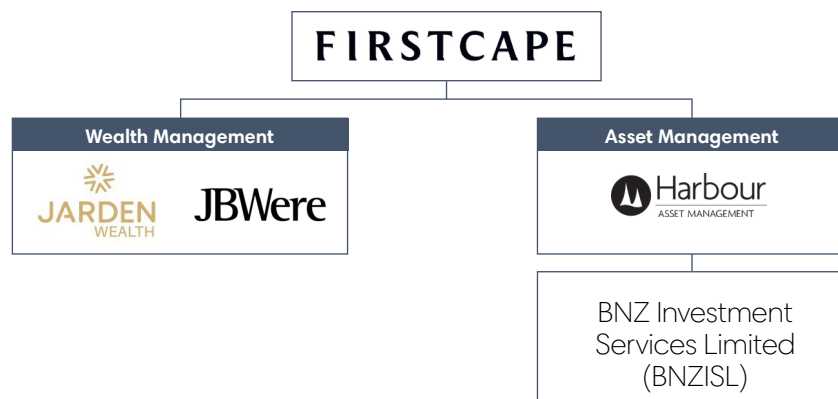 FIRSTCAPE
Wealth Management
JARDEN
WEALTH
JBWere
Asset Management
Harbour
ASSET MANAGEMENT
BNZ Investment
Services Limited
(BNZISL)